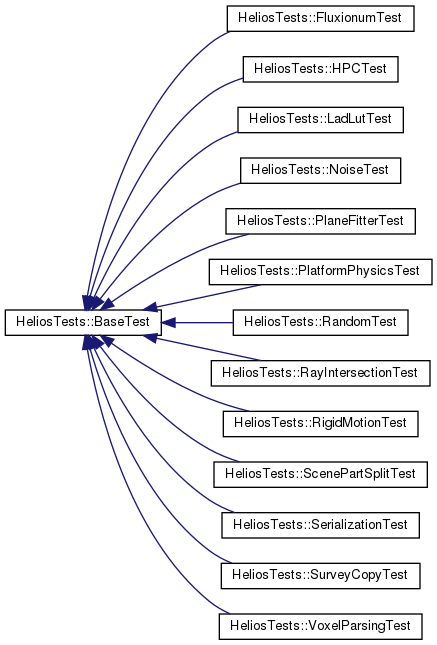 HeliosTests::FluxionumTest
HeliosTests::HPCTest
HeliosTests::LadLutTest
HeliosTests::NoiseTest
HeliosTests::PlaneFitterTest
HeliosTests::PlatformPhysicsTest
HeliosTests::BaseTest
HeliosTests::RandomTest
HeliosTests::RayIntersectionTest
HeliosTests::RigidMotionTest
HeliosTests::ScenePartSplitTest
HeliosTests::SerializationTest
HeliosTests::SurveyCopyTest
HeliosTests::VoxelParsingTest